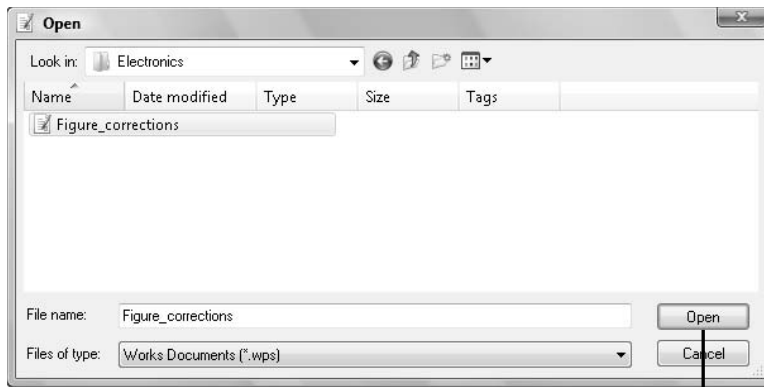 Open
Look in: Electronics
Name Date modified Type Size Tags
Figure_corrections
File name: Figure_corrections Open
Files of type: Works Documents (*.wps) Cancel